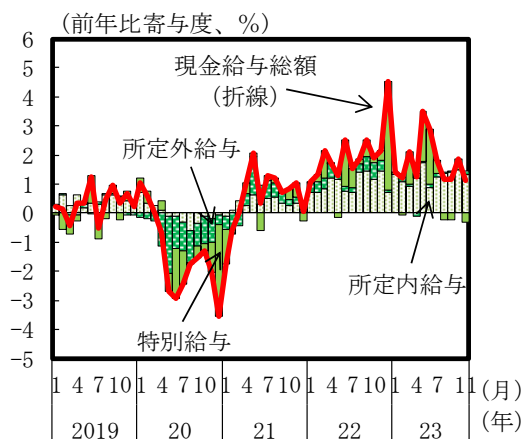 (前年比寄与度、%)
6
5
4
3
2
1
0
-1
-2
-3
-4
-5
現金給与総額
(折線)
所定外給与
所定内給与
特別給与
1 4 7 10 1 4 7 10 1 4 7 10 1 4 7 10 1 4 7 11 (月)
2019 20 21 22 23 (年)